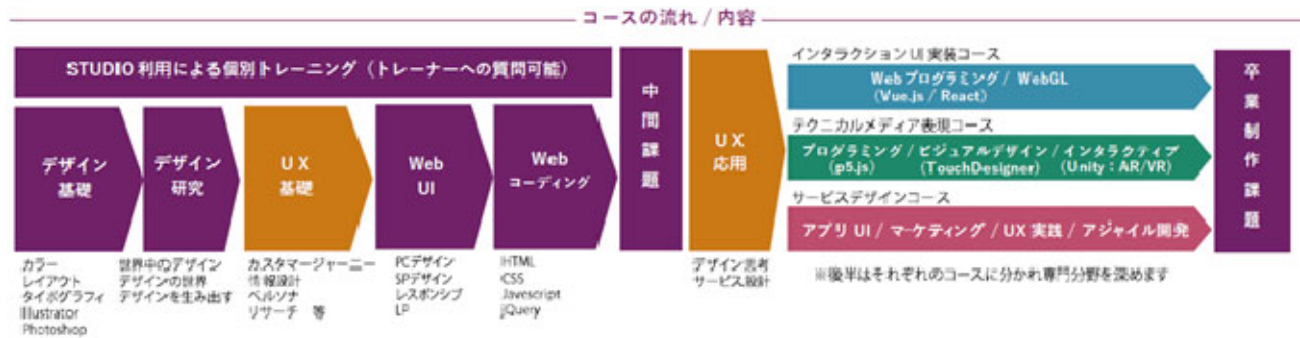 コースの流れ / 内容
STUDIO 利用による個別トレーニング（トレーナーへの質問可能）
デザイン
基礎
カラー
レイアウト
タイポグラフィ
Illustrator
Photoshop
デザイン
研究
世界中のデザイン
デザインの世界
デザインを生み出す
UX
基礎
カスタマージャーニー
情報設計
ペルソナ
リサーチ 等
Web
UI
PCデザイン
SPデザイン
レスポンシブ
LP
Web
コーディング
HTML
CSS
Javescript
jQuery
中間課題
UX
応用
デザイン思考
サービス設計
インタラクション UI 実装コース
Web プログラミング / WebGL
(Vue.js / React)
テクニカルメディア表現コース
プログラミング / ビジュアルデザイン / インタラクティブ
(p5.js) (TouchDesigner) (Unity：AR/VR)
サービスデザインコース
アプリ UI / マーケティング / UX 実践 / アジャイル開発
※後半はそれぞれのコースに分かれ専門分野を深めます
卒業制作課題